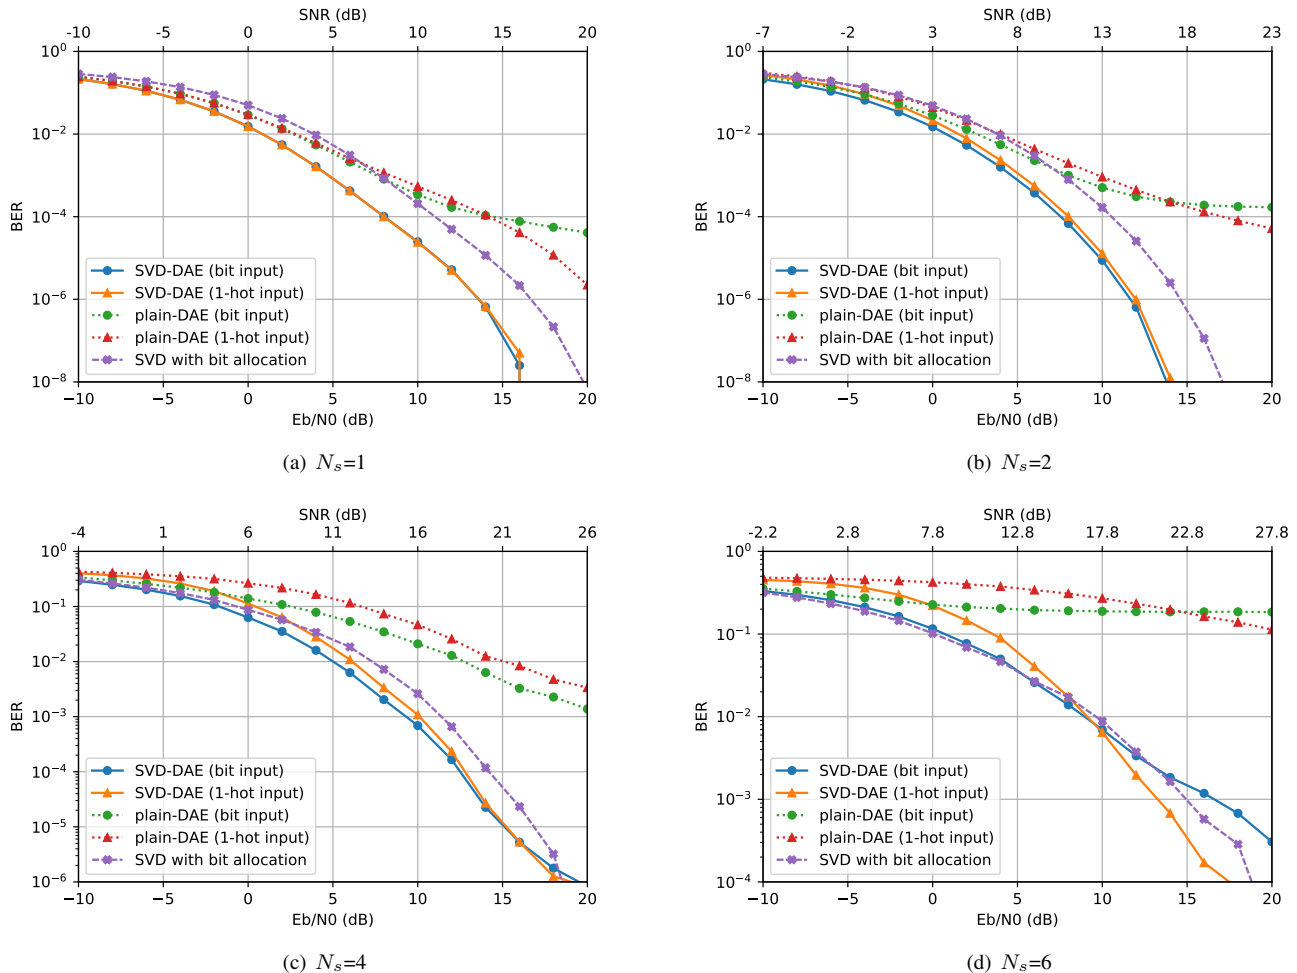 SNR (dB)
-10 -5 0 5 10 15 20
10^0
10^-2
10^-4
10^-6
10^-8
BER
SVD-DAE (bit input)
SVD-DAE (1-hot input)
plain-DAE (bit input)
plain-DAE (1-hot input)
SVD with bit allocation
−10 −5 0 5 10 15 20
Eb/N0 (dB)
(a) N_s=1
SNR (dB)
-7 -2 3 8 13 18 23
10^0
10^-2
10^-4
10^-6
10^-8
BER
SVD-DAE (bit input)
SVD-DAE (1-hot input)
plain-DAE (bit input)
plain-DAE (1-hot input)
SVD with bit allocation
−10 −5 0 5 10 15 20
Eb/N0 (dB)
(b) N_s=2
SNR (dB)
-4 1 6 11 16 21 26
10^0
10^-1
10^-2
10^-3
10^-4
10^-5
10^-6
BER
SVD-DAE (bit input)
SVD-DAE (1-hot input)
plain-DAE (bit input)
plain-DAE (1-hot input)
SVD with bit allocation
−10 −5 0 5 10 15 20
Eb/N0 (dB)
(c) N_s=4
SNR (dB)
-2.2 2.8 7.8 12.8 17.8 22.8 27.8
10^0
10^-1
10^-2
10^-3
10^-4
BER
SVD-DAE (bit input)
SVD-DAE (1-hot input)
plain-DAE (bit input)
plain-DAE (1-hot input)
SVD with bit allocation
−10 −5 0 5 10 15 20
Eb/N0 (dB)
(d) N_s=6